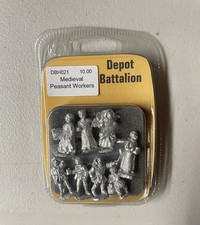 Depot
Battalion
DBH021 10.00
Medieval
Peasant Workers